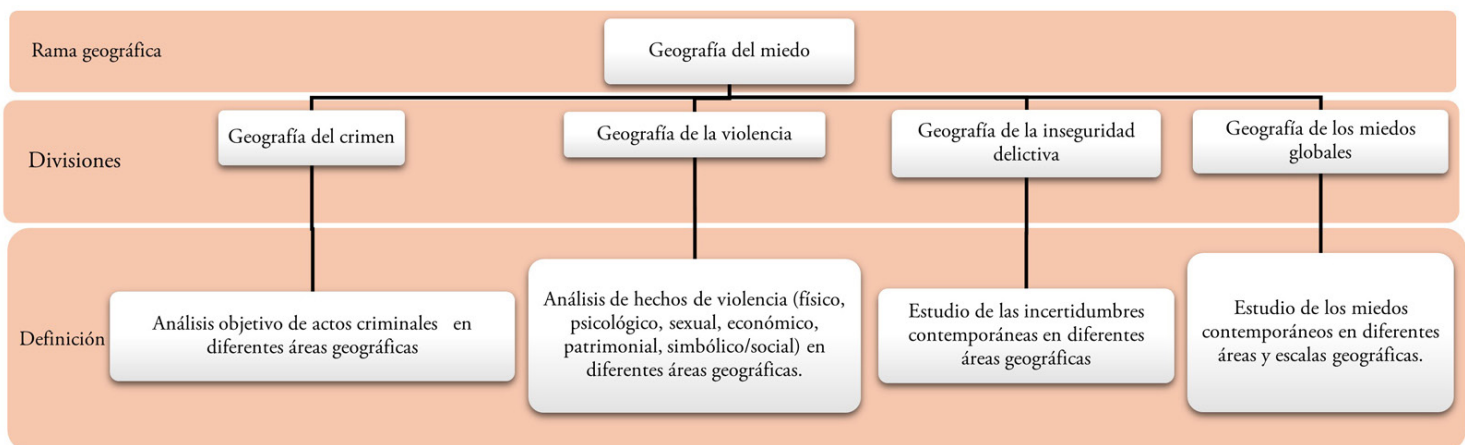 Rama geográfica
Geografía del miedo
Divisiones
Geografía del crimen
Geografía de la violencia
Geografía de la inseguridad
delictiva
Geografía de los miedos
globales
Definición
Análisis objetivo de actos criminales en
diferentes áreas geográficas
Análisis de hechos de violencia (físico,
psicológico, sexual, económico,
patrimonial, simbólico/social) en
diferentes áreas geográficas.
Estudio de las incertidumbres
contemporáneas en diferentes
áreas geográficas
Estudio de los miedos
contemporáneos en diferentes
áreas y escalas geográficas.